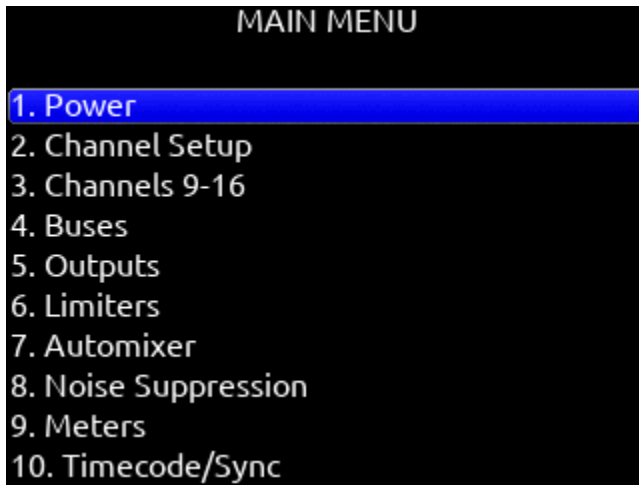 MAIN MENU
1. Power
2. Channel Setup
3. Channels 9-16
4. Buses
5. Outputs
6. Limiters
7. Automixer
8. Noise Suppression
9. Meters
10. Timecode/Sync